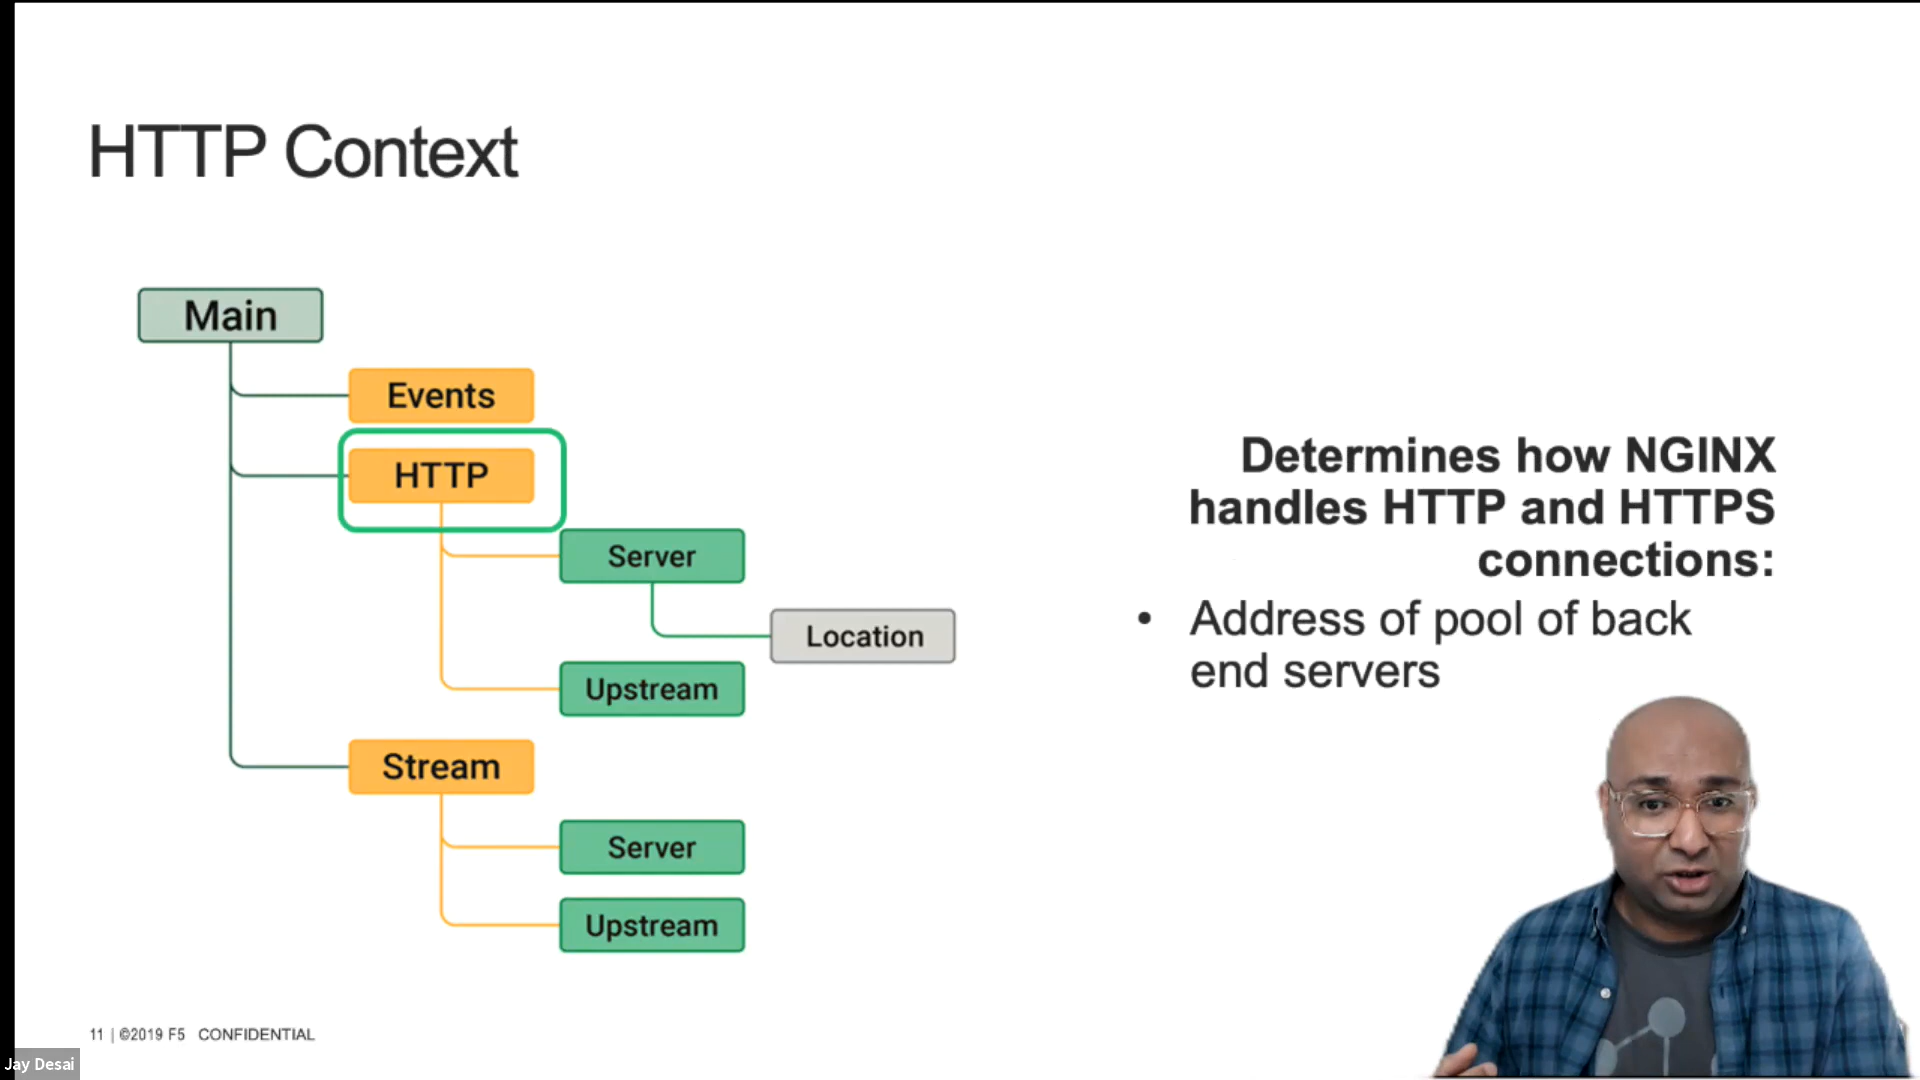 HTTP Context
Main
Events
HTTP
Server
Location
Upstream
Stream
Server
Upstream
Determines how NGINX
handles HTTP and HTTPS
connections:
• Address of pool of back
end servers
11 | ©2019 F5 CONFIDENTIAL
Jay Desai